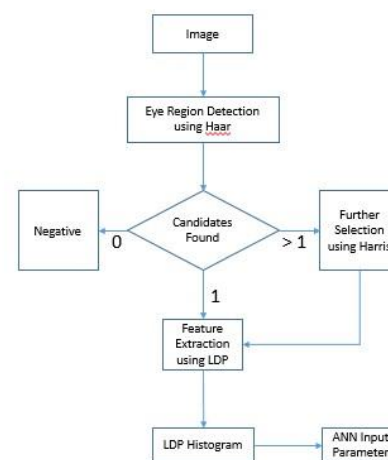 Image
Eye Region Detection
using Haar
Candidates
Found
Negative
0
> 1
Further
Selection
using Harris
1
Feature
Extraction
using LDP
LDP Histogram
ANN Input
Parameter